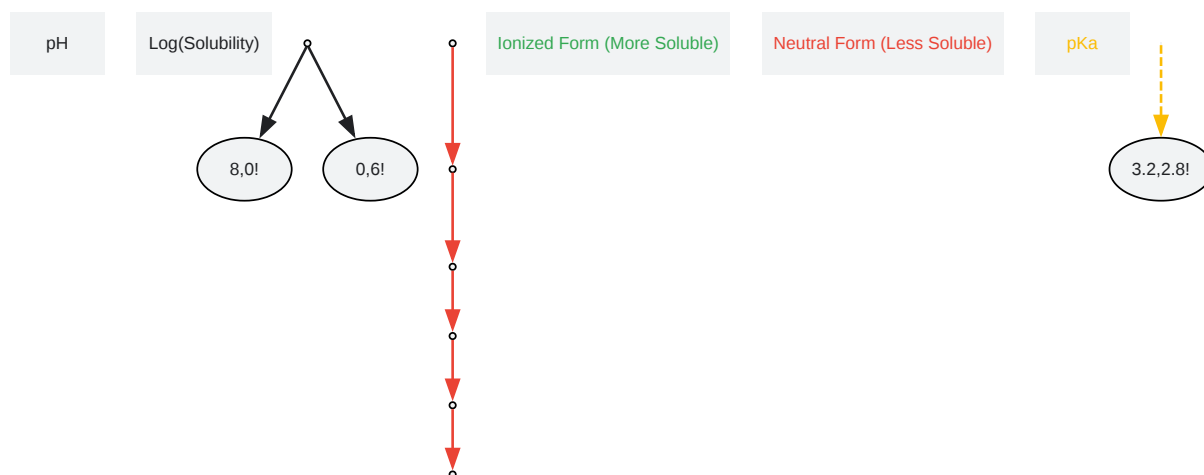 pH
Log(Solubility)
Ionized Form (More Soluble)
Neutral Form (Less Soluble)
pKa
8,0!
0,6!
3.2,2.8!